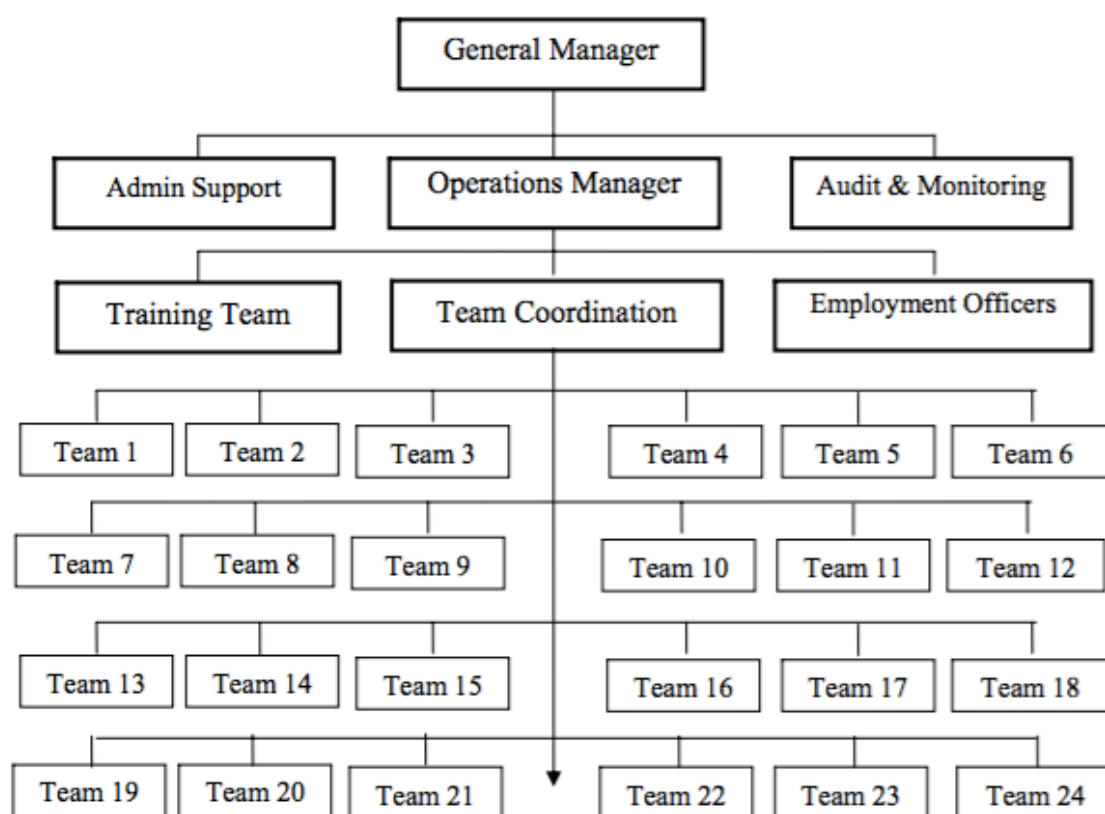 General Manager
Admin Support
Operations Manager
Audit & Monitoring
Training Team
Team Coordination
Employment Officers
Team 1
Team 2
Team 3
Team 4
Team 5
Team 6
Team 7
Team 8
Team 9
Team 10
Team 11
Team 12
Team 13
Team 14
Team 15
Team 16
Team 17
Team 18
Team 19
Team 20
Team 21
Team 22
Team 23
Team 24